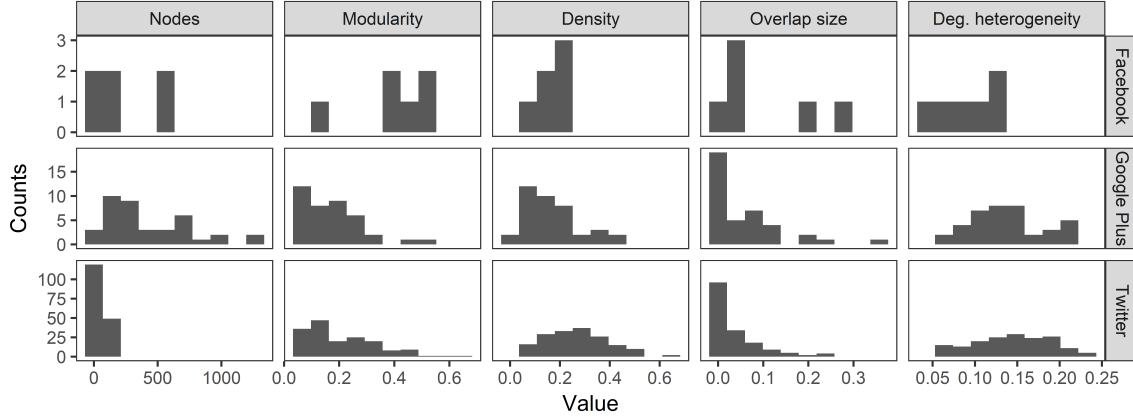 Nodes Modularity Density Overlap size Deg. heterogeneity
3
2
1
0
Facebook
15
10
5
0
Google Plus
100
75
50
25
0
Twitter
Counts
0 500 1000 0.0 0.2 0.4 0.6 0.0 0.2 0.4 0.6 0.0 0.1 0.2 0.3 0.05 0.10 0.15 0.20 0.25
Value